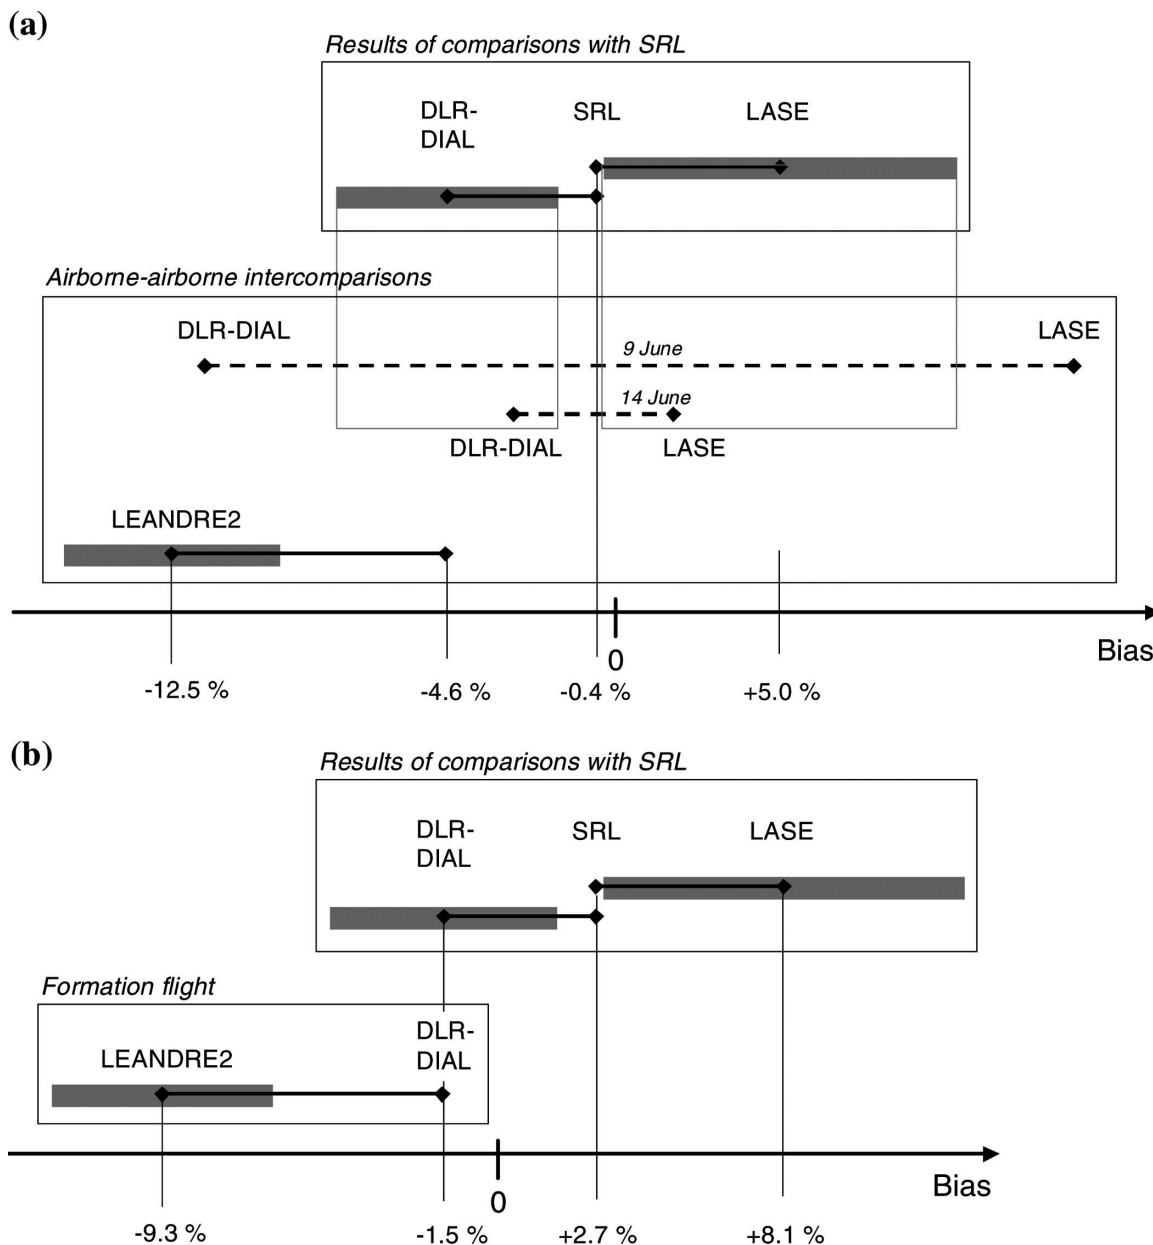 (a)
Results of comparisons with SRL
DLR-
DIAL
SRL
LASE
Airborne-airborne intercomparisons
DLR-DIAL
9 June
LASE
14 June
DLR-DIAL
LASE
LEANDRE2
0
Bias
-12.5 %
-4.6 %
-0.4 %
+5.0 %
(b)
Results of comparisons with SRL
DLR-
DIAL
SRL
LASE
Formation flight
LEANDRE2
DLR-
DIAL
0
Bias
-9.3 %
-1.5 %
+2.7 %
+8.1 %